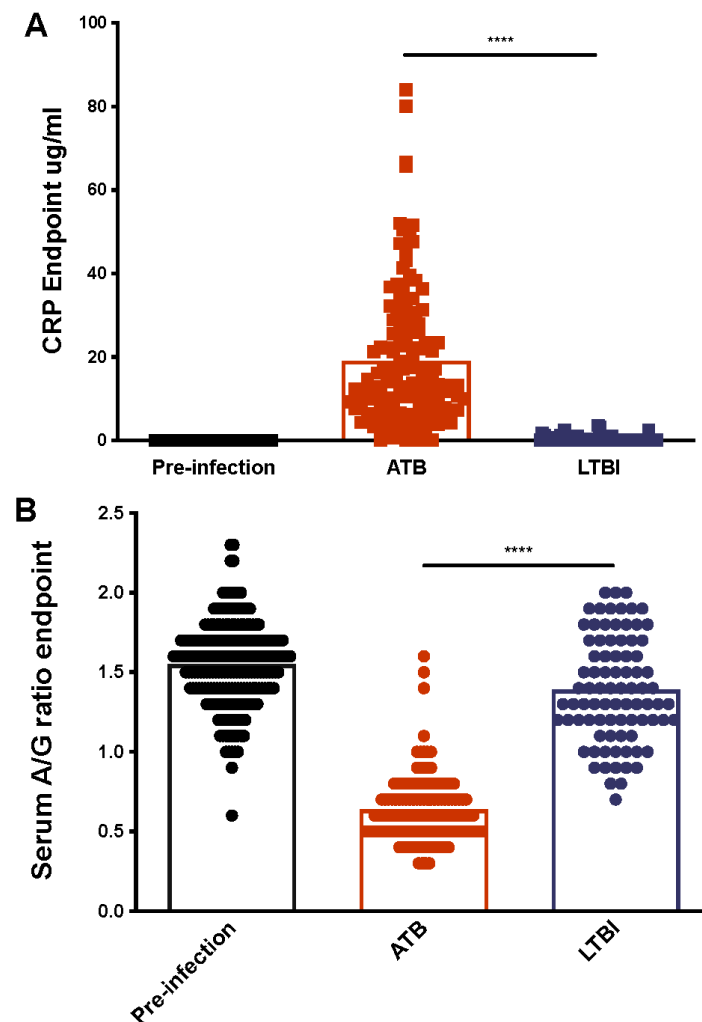 A
CRP Endpoint ug/ml
100
80
60
40
20
0
****
Pre-infection
ATB
LTBI
B
Serum A/G ratio endpoint
2.5
2.0
1.5
1.0
0.5
0.0
****
Pre-infection
ATB
LTBI